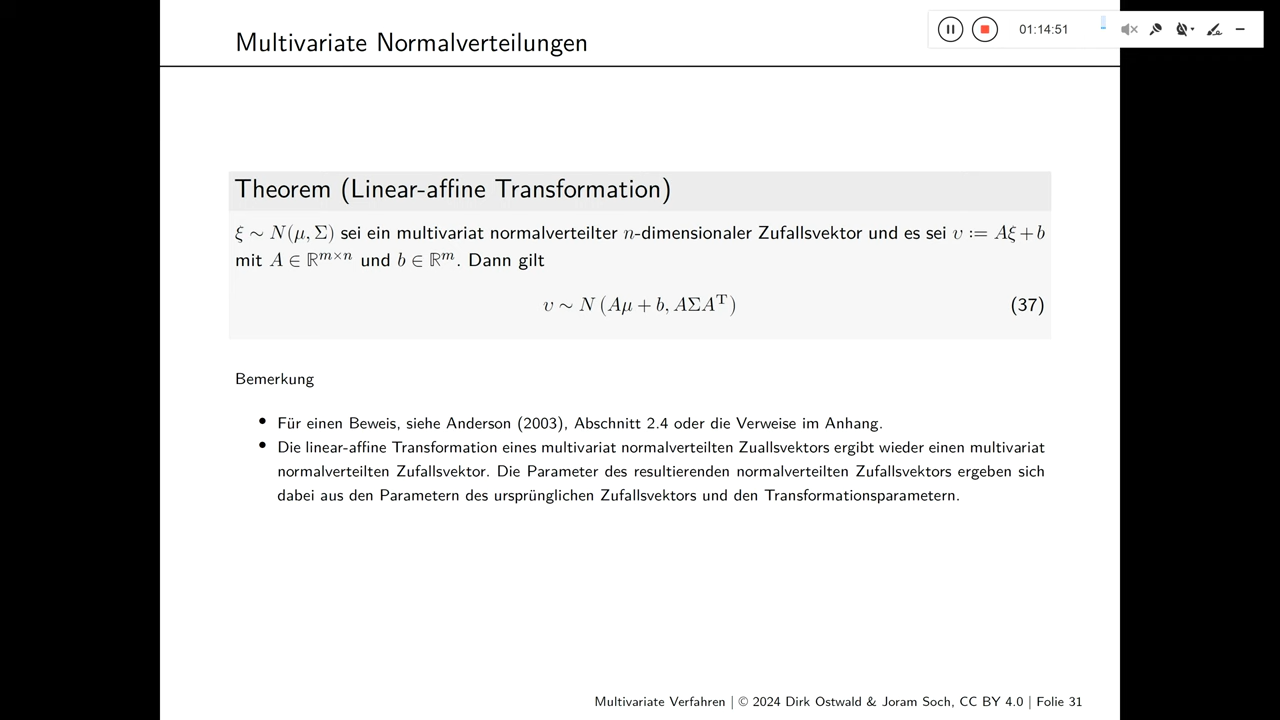 Multivariate Normalverteilungen
01:14:51
Theorem (Linear-affine Transformation)
ξ ∼ N(μ, Σ) sei ein multivariat normalverteilter n-dimensionaler Zufallsvektor und es sei υ := Aξ + b
mit A ∈ ℝᵐˣⁿ und b ∈ ℝᵐ. Dann gilt
υ ∼ N (Aμ + b, AΣAᵀ) (37)
Bemerkung
• Für einen Beweis, siehe Anderson (2003), Abschnitt 2.4 oder die Verweise im Anhang.
• Die linear-affine Transformation eines multivariat normalverteilten Zuallsvektors ergibt wieder einen multivariat
normalverteilten Zufallsvektor. Die Parameter des resultierenden normalverteilten Zufallsvektors ergeben sich
dabei aus den Parametern des ursprünglichen Zufallsvektors und den Transformationsparametern.
Multivariate Verfahren | © 2024 Dirk Ostwald & Joram Soch, CC BY 4.0 | Folie 31